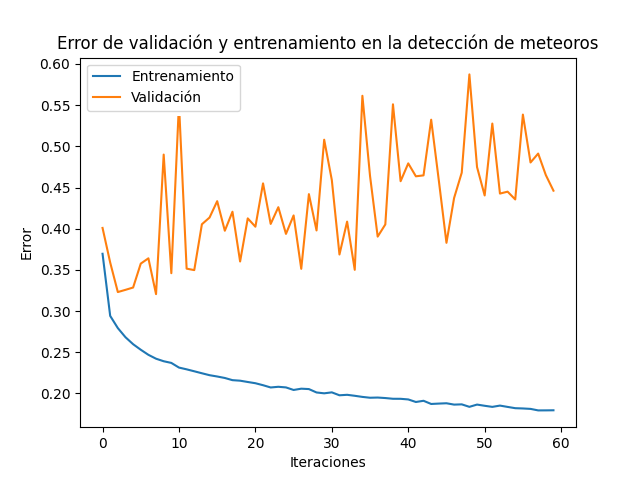 Error de validación y entrenamiento en la detección de meteoros
Entrenamiento
Validación
0.60
0.55
0.50
0.45
0.40
0.35
0.30
0.25
0.20
Error
0 10 20 30 40 50 60
Iteraciones